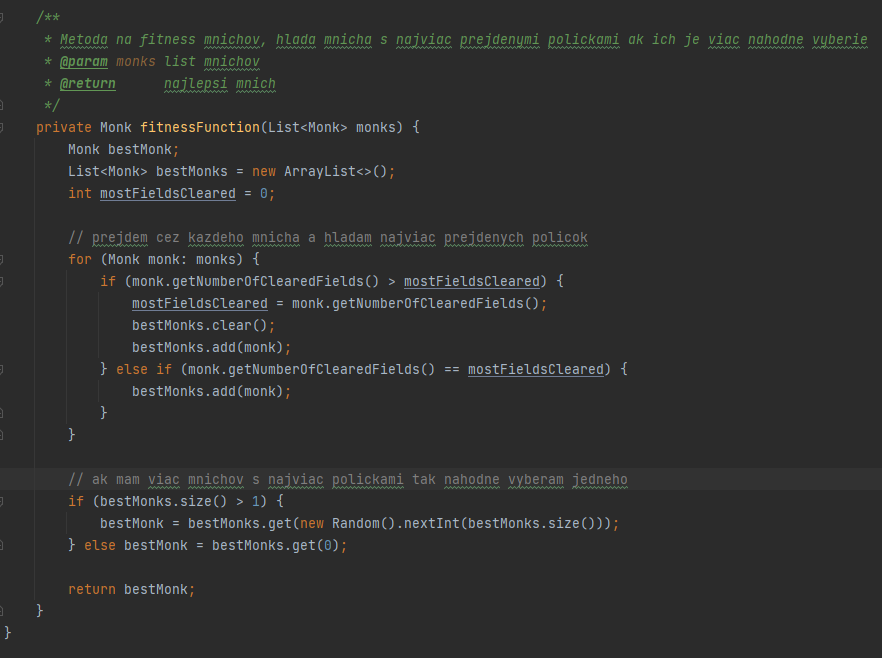 /**
 * Metoda na fitness mnichov, hlada mnicha s najviac prejdenymi polickami ak ich je viac nahodne vyberie
 * @param monks list mnichov
 * @return      najlepsi mnich
 */
private Monk fitnessFunction(List<Monk> monks) {
    Monk bestMonk;
    List<Monk> bestMonks = new ArrayList<>();
    int mostFieldsCleared = 0;

    // prejdem cez kazdeho mnicha a hladam najviac prejdenych policok
    for (Monk monk: monks) {
        if (monk.getNumberOfClearedFields() > mostFieldsCleared) {
            mostFieldsCleared = monk.getNumberOfClearedFields();
            bestMonks.clear();
            bestMonks.add(monk);
        } else if (monk.getNumberOfClearedFields() == mostFieldsCleared) {
            bestMonks.add(monk);
        }
    }

    // ak mam viac mnichov s najviac polickami tak nahodne vyberam jedneho
    if (bestMonks.size() > 1) {
        bestMonk = bestMonks.get(new Random().nextInt(bestMonks.size()));
    } else bestMonk = bestMonks.get(0);

    return bestMonk;
}
}